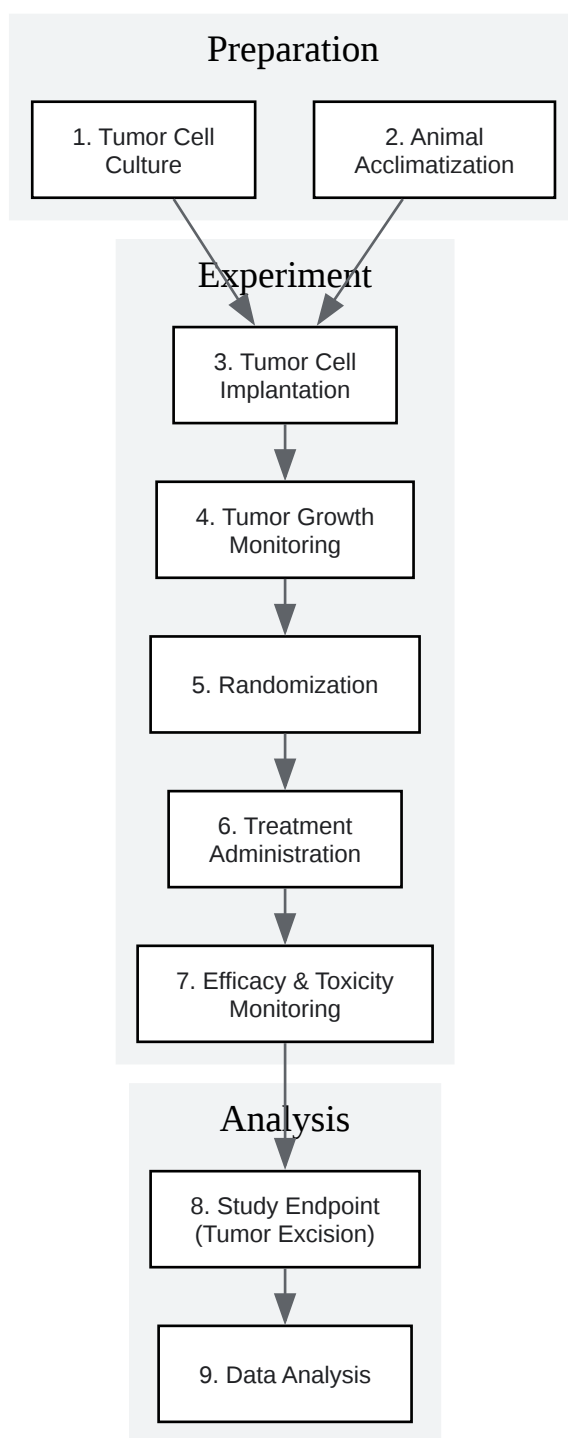 Preparation
1. Tumor Cell
Culture
2. Animal
Acclimatization
Experiment
3. Tumor Cell
Implantation
4. Tumor Growth
Monitoring
5. Randomization
6. Treatment
Administration
7. Efficacy & Toxicity
Monitoring
Analysis
8. Study Endpoint
(Tumor Excision)
9. Data Analysis